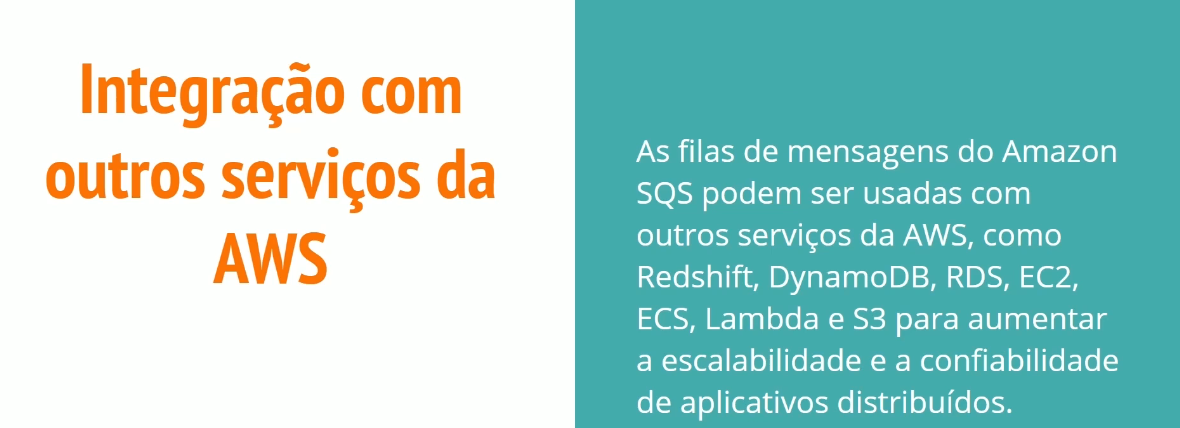 Integração com
outros serviços da
AWS
As filas de mensagens do Amazon
SQS podem ser usadas com
outros serviços da AWS, como
Redshift, DynamoDB, RDS, EC2,
ECS, Lambda e S3 para aumentar
a escalabilidade e a confiabilidade
de aplicativos distribuídos.